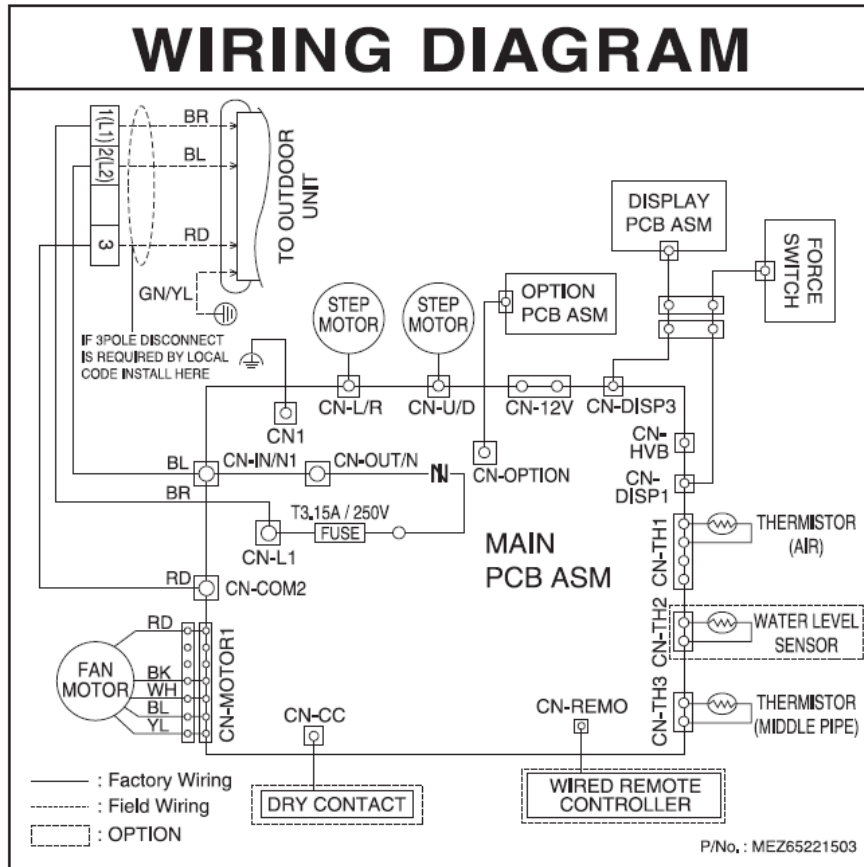 WIRING DIAGRAM
1(L1)
2(L2)
3
BR
BL
RD
GN/YL
TO OUTDOOR
UNIT
IF 3POLE DISCONNECT
IS REQUIRED BY LOCAL
CODE INSTALL HERE
STEP
MOTOR
STEP
MOTOR
OPTION
PCB ASM
DISPLAY
PCB ASM
FORCE
SWITCH
CN1
CN-L/R
CN-U/D
CN-12V
CN-DISP3
CN-OPTION
CN-
HVB
CN-
DISP1
BL
CN-IN/N1
CN-OUT/N
BR
T3.15A / 250V
FUSE
CN-L1
RD
CN-COM2
MAIN
PCB ASM
CN-TH1
THERMISTOR
(AIR)
CN-TH2
WATER LEVEL
SENSOR
CN-TH3
THERMISTOR
(MIDDLE PIPE)
FAN
MOTOR
RD
BK
WH
BL
YL
CN-MOTOR1
CN-CC
DRY CONTACT
CN-REMO
WIRED REMOTE
CONTROLLER
: Factory Wiring
: Field Wiring
: OPTION
P/No. : MEZ65221503